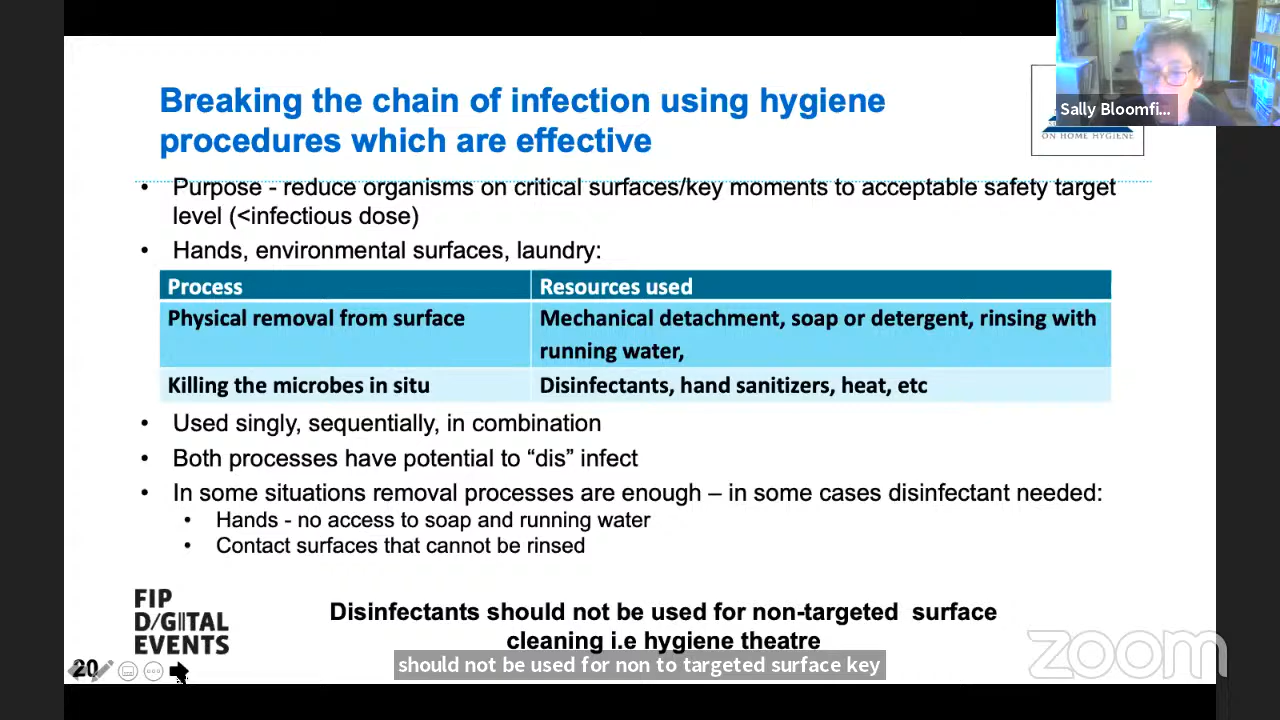 Sally Bloomfi...
ON HOME HYGIENE
Breaking the chain of infection using hygiene
procedures which are effective
• Purpose - reduce organisms on critical surfaces/key moments to acceptable safety target
level (<infectious dose)
• Hands, environmental surfaces, laundry:
Process Resources used
Physical removal from surface Mechanical detachment, soap or detergent, rinsing with
running water,
Killing the microbes in situ Disinfectants, hand sanitizers, heat, etc
• Used singly, sequentially, in combination
• Both processes have potential to “dis” infect
• In some situations removal processes are enough – in some cases disinfectant needed:
• Hands - no access to soap and running water
• Contact surfaces that cannot be rinsed
FIP
D/GITAL
EVENTS
Disinfectants should not be used for non-targeted surface
cleaning i.e hygiene theatre
should not be used for non to targeted surface key
20
zoom